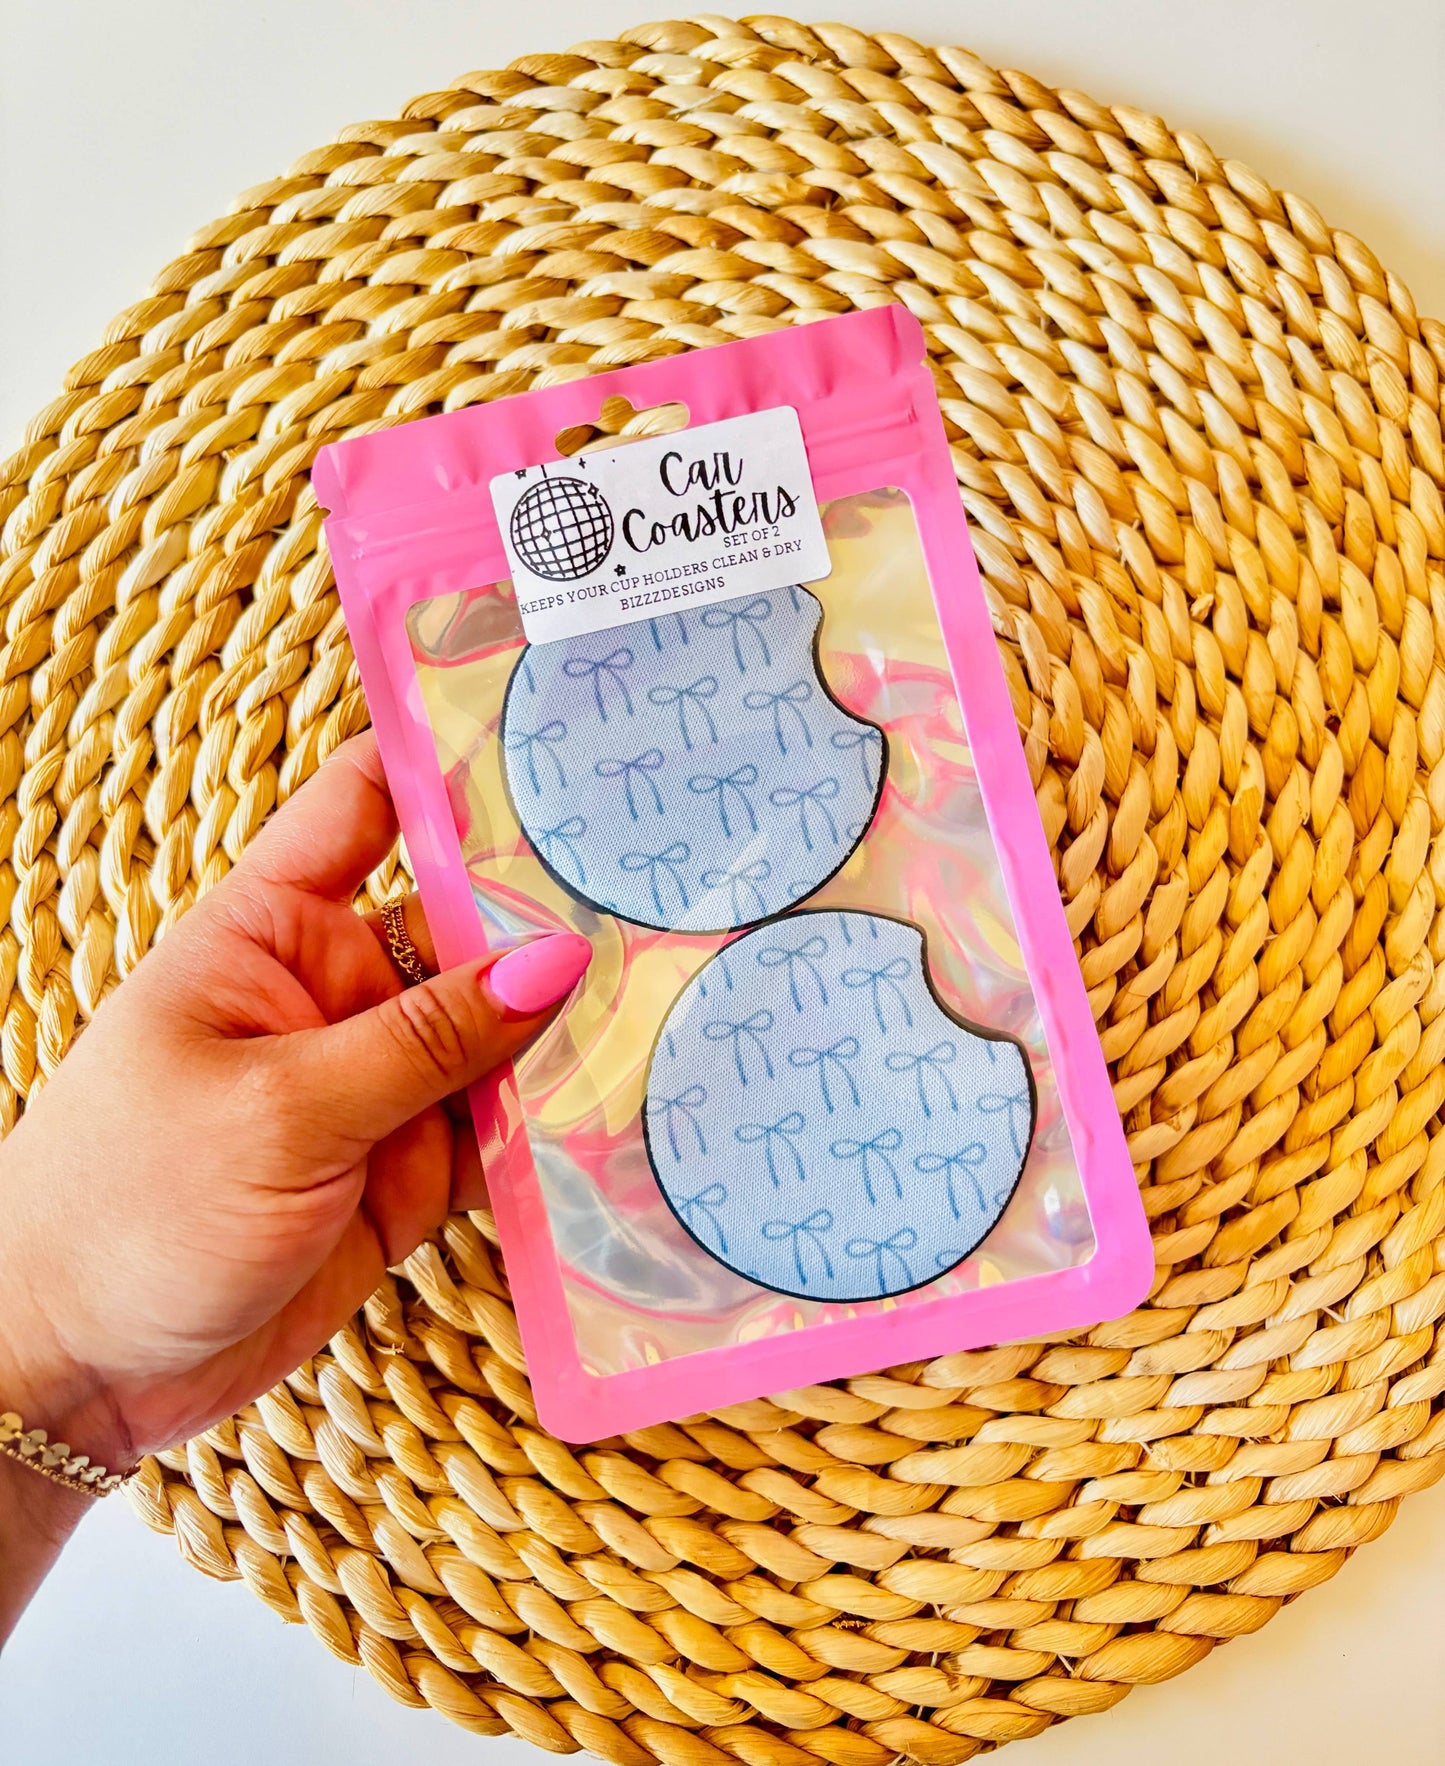 Car
Coasters
SET OF 2
KEEPS YOUR CUP HOLDERS CLEAN & DRY
BIZZZDESIGNS